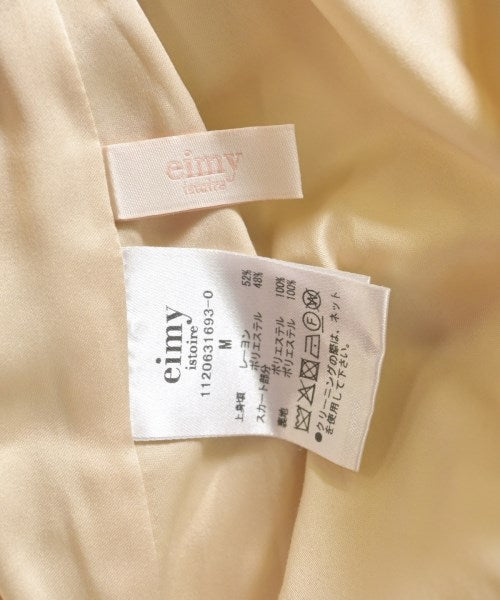 eimy
istoire
eimy
istoire
1120631693-0
M
上身頃
レーヨン 52%
ポリエステル 48%
スカート部分
ポリエステル 100%
裏地 ポリエステル 100%
●クリーニングの際は、ネット
を使用して下さい。